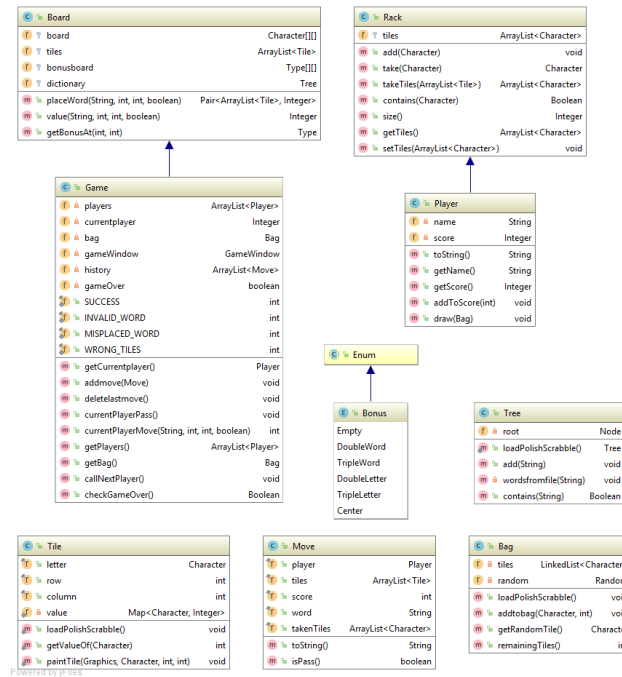 Board
board Character[][]
tiles ArrayList<Tile>
bonusboard Type[][]
dictionary Tree
placeWord(String, int, int, boolean) Pair<ArrayList<Tile>, Integer>
value(String, int, int, boolean) Integer
getBonusAt(int, int) Type
Rack
tiles ArrayList<Character>
add(Character) void
take(Character) Character
takeTiles(ArrayList<Tile>) ArrayList<Character>
contains(Character) Boolean
size() Integer
getTiles() ArrayList<Character>
setTiles(ArrayList<Character>) void
Game
players ArrayList<Player>
currentplayer Integer
bag Bag
gameWindow GameWindow
history ArrayList<Move>
gameOver boolean
SUCCESS int
INVALID_WORD int
MISPLACED_WORD int
WRONG_TILES int
getCurrentplayer() Player
addmove(Move) void
deletelastmove() void
currentPlayerPass() void
currentPlayerMove(String, int, int, boolean) int
getPlayers() ArrayList<Player>
getBag() Bag
callNextPlayer() void
checkGameOver() Boolean
Player
name String
score Integer
toString() String
getName() String
getScore() Integer
addToScore(int) void
draw(Bag) void
Enum
Bonus
Empty
DoubleWord
TripleWord
DoubleLetter
TripleLetter
Center
Tree
root Node
loadPolishScrabble() Tree
add(String) void
wordsfromfile(String) void
contains(String) Boolean
Tile
letter Character
row int
column int
value Map<Character, Integer>
loadPolishScrabble() void
getValueOf(Character) int
paintTile(Graphics, Character, int, int) void
Move
player Player
tiles ArrayList<Tile>
score int
word String
takenTiles ArrayList<Character>
toString() String
isPass() boolean
Bag
tiles LinkedList<Character
random Rando
loadPolishScrabble() voi
addtobag(Character, int) voi
getRandomTile() Charact
remainingTiles() in
Powered by yFiles